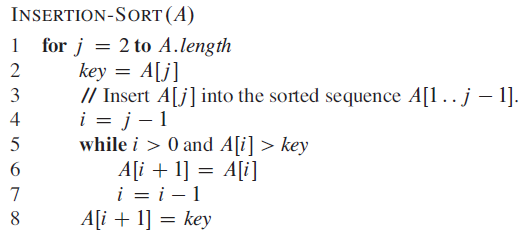 INSERTION-SORT(A)
1 for j = 2 to A.length
2 key = A[j]
3 // Insert A[j] into the sorted sequence A[1 . . j − 1].
4 i = j − 1
5 while i > 0 and A[i] > key
6 A[i + 1] = A[i]
7 i = i − 1
8 A[i + 1] = key